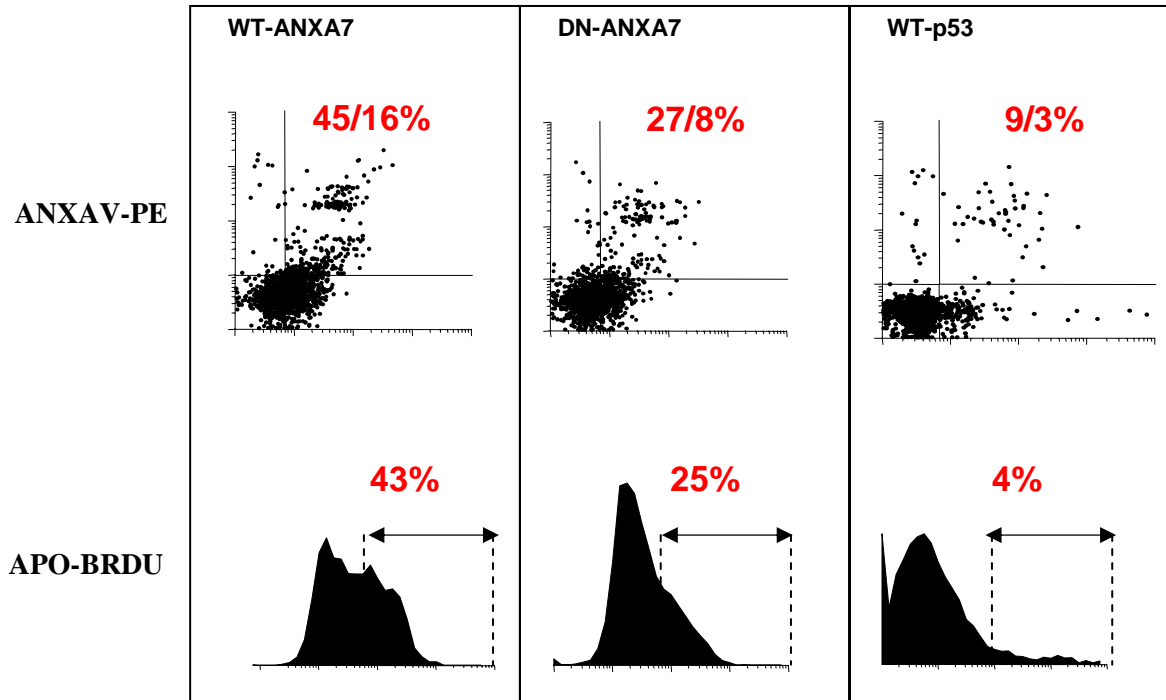 WT-ANXA7
DN-ANXA7
WT-p53
45/16%
27/8%
9/3%
ANXAV-PE
43%
25%
4%
APO-BRDU